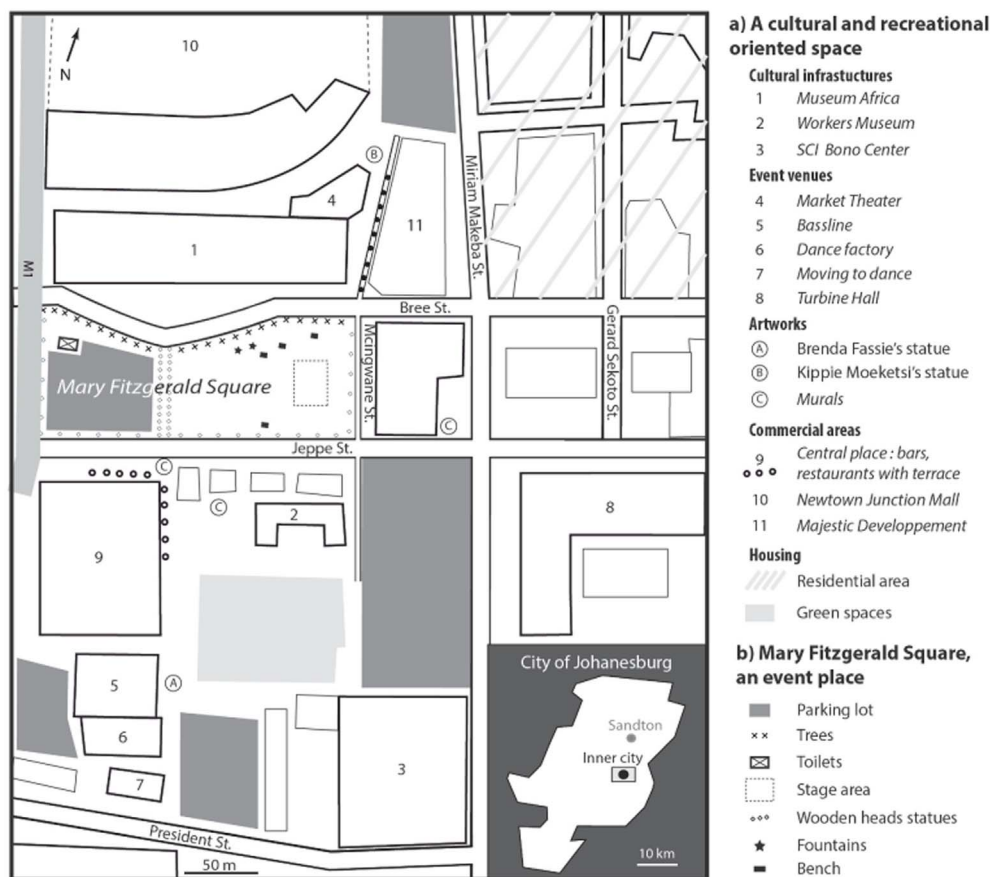 10
N
B
4
11
1
Miriam Makeba St.
M1
Bree St.
Gerard Sekoto St.
Mcingwane St.
Mary Fitzgerald Square
C
Jeppe St.
C
C
2
8
9
5
A
6
7
3
President St.
50 m
City of Johanesburg
Sandton
Inner city
10 km
a) A cultural and recreational
oriented space
Cultural infrastuctures
1 Museum Africa
2 Workers Museum
3 SCI Bono Center
Event venues
4 Market Theater
5 Bassline
6 Dance factory
7 Moving to dance
8 Turbine Hall
Artworks
A Brenda Fassie's statue
B Kippie Moeketsi's statue
C Murals
Commercial areas
9 Central place : bars,
restaurants with terrace
10 Newtown Junction Mall
11 Majestic Developpement
Housing
Residential area
Green spaces
b) Mary Fitzgerald Square,
an event place
Parking lot
Trees
Toilets
Stage area
Wooden heads statues
Fountains
Bench